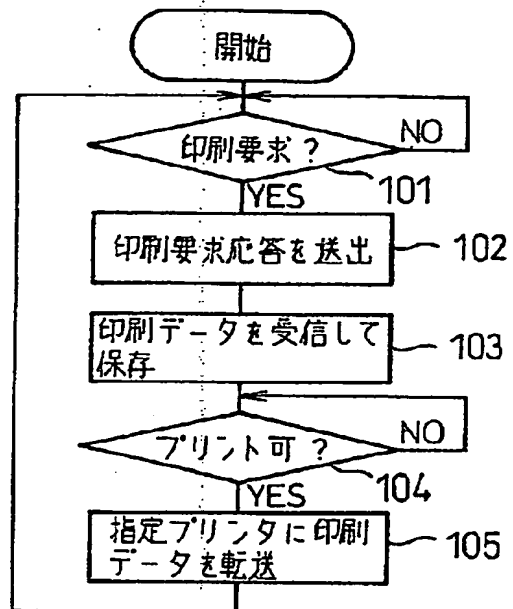 開始
印刷要求?
NO
101
YES
印刷要求応答を送出
102
印刷データを受信して
保存
103
プリント可?
NO
104
YES
指定プリンタに印刷
データを転送
105